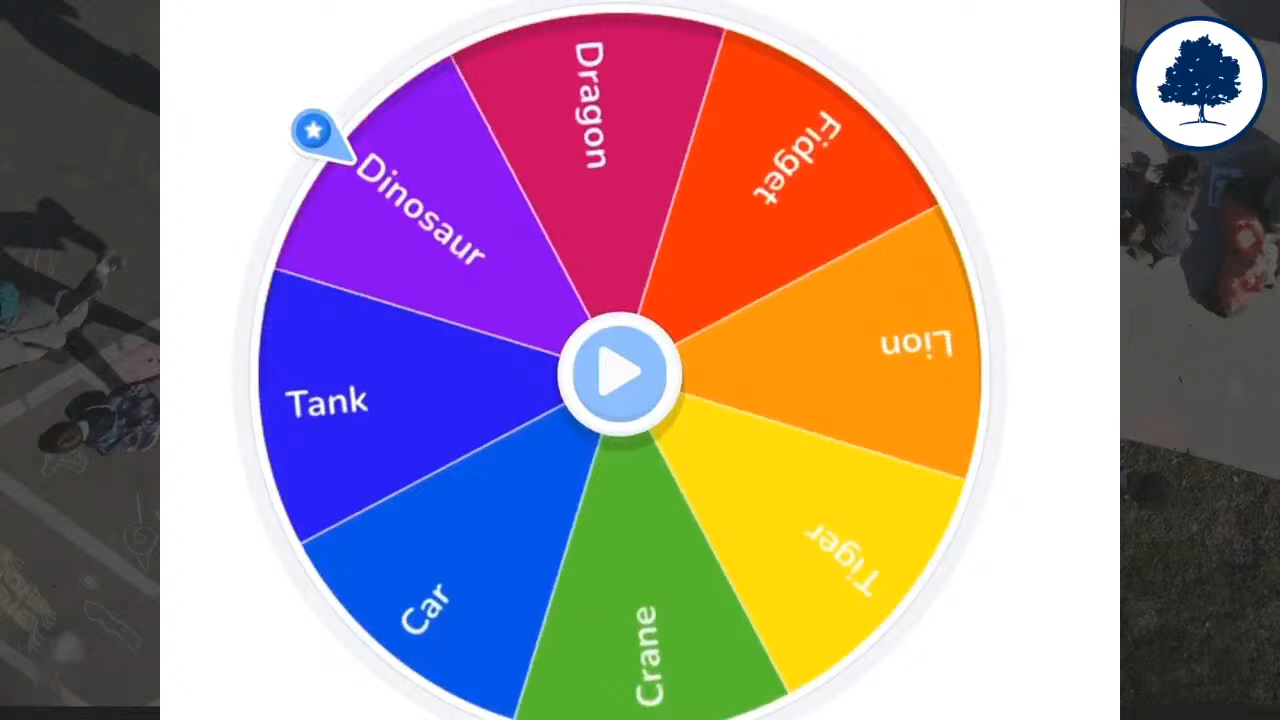 Dragon
Fidget
Lion
Tiger
Crane
Car
Tank
Dinosaur